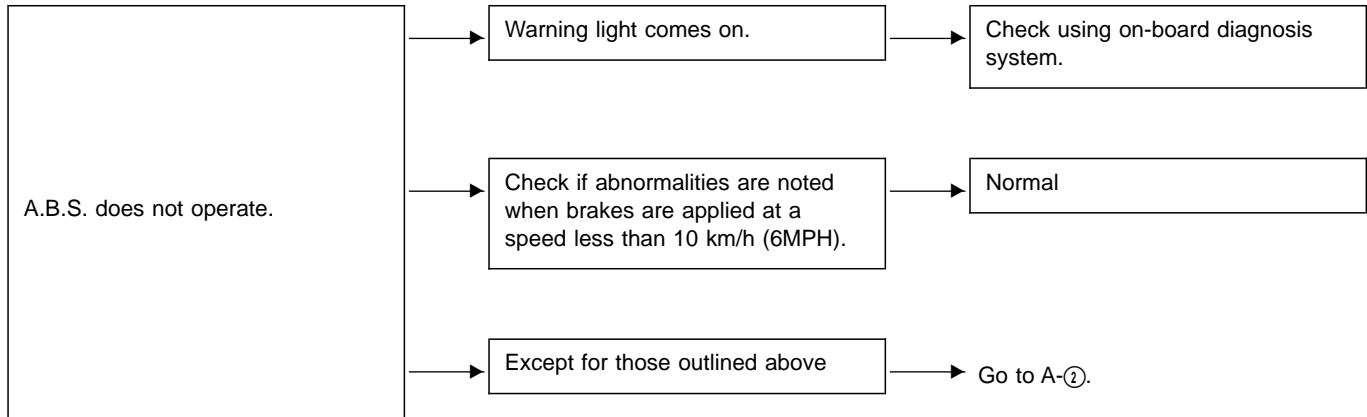 Warning light comes on.
Check using on-board diagnosis
system.
A.B.S. does not operate.
Check if abnormalities are noted
when brakes are applied at a
speed less than 10 km/h (6MPH).
Normal
Except for those outlined above
Go to A-②.